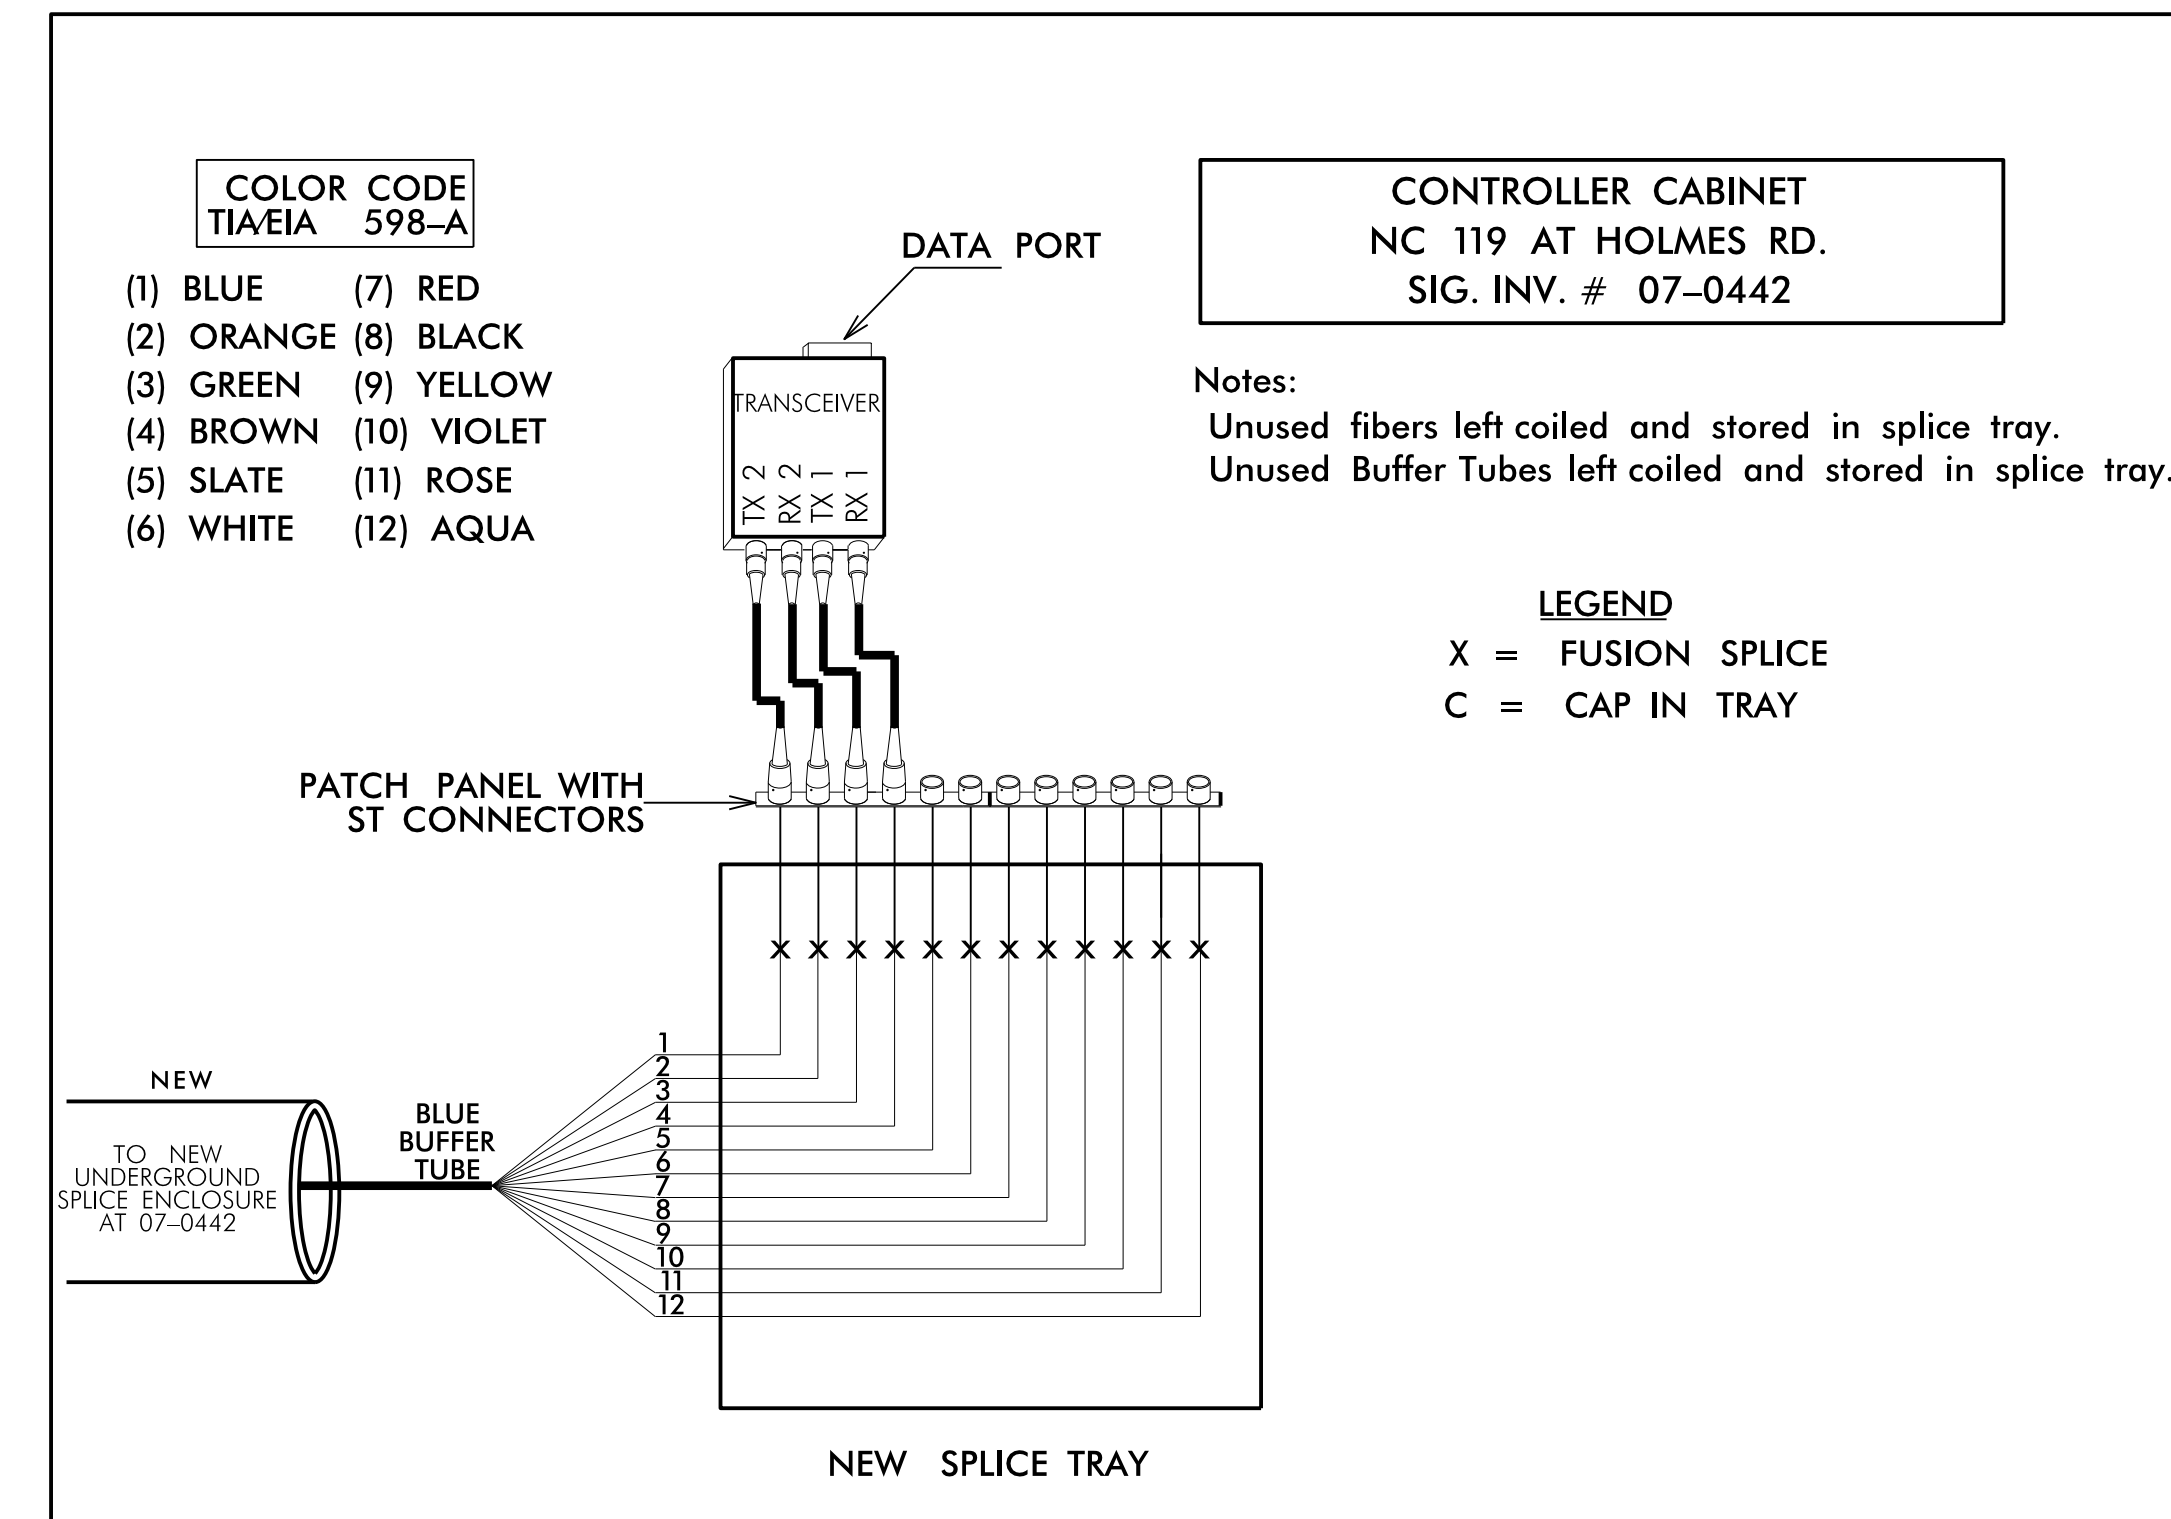 COLOR CODE
TIA/EIA 598–A
(1) BLUE (7) RED
(2) ORANGE (8) BLACK
(3) GREEN (9) YELLOW
(4) BROWN (10) VIOLET
(5) SLATE (11) ROSE
(6) WHITE (12) AQUA
DATA PORT
TRANSCEIVER
TX 2
RX 2
TX 1
RX 1
CONTROLLER CABINET
NC 119 AT HOLMES RD.
SIG. INV. # 07–0442
Notes:
Unused fibers left coiled and stored in splice tray.
Unused Buffer Tubes left coiled and stored in splice tray.
LEGEND
X = FUSION SPLICE
C = CAP IN TRAY
PATCH PANEL WITH
ST CONNECTORS
X X X X X X X X X X X X
NEW
TO NEW
UNDERGROUND
SPLICE ENCLOSURE
AT 07–0442
BLUE
BUFFER
TUBE
1
2
3
4
5
6
7
8
9
10
11
12
NEW SPLICE TRAY